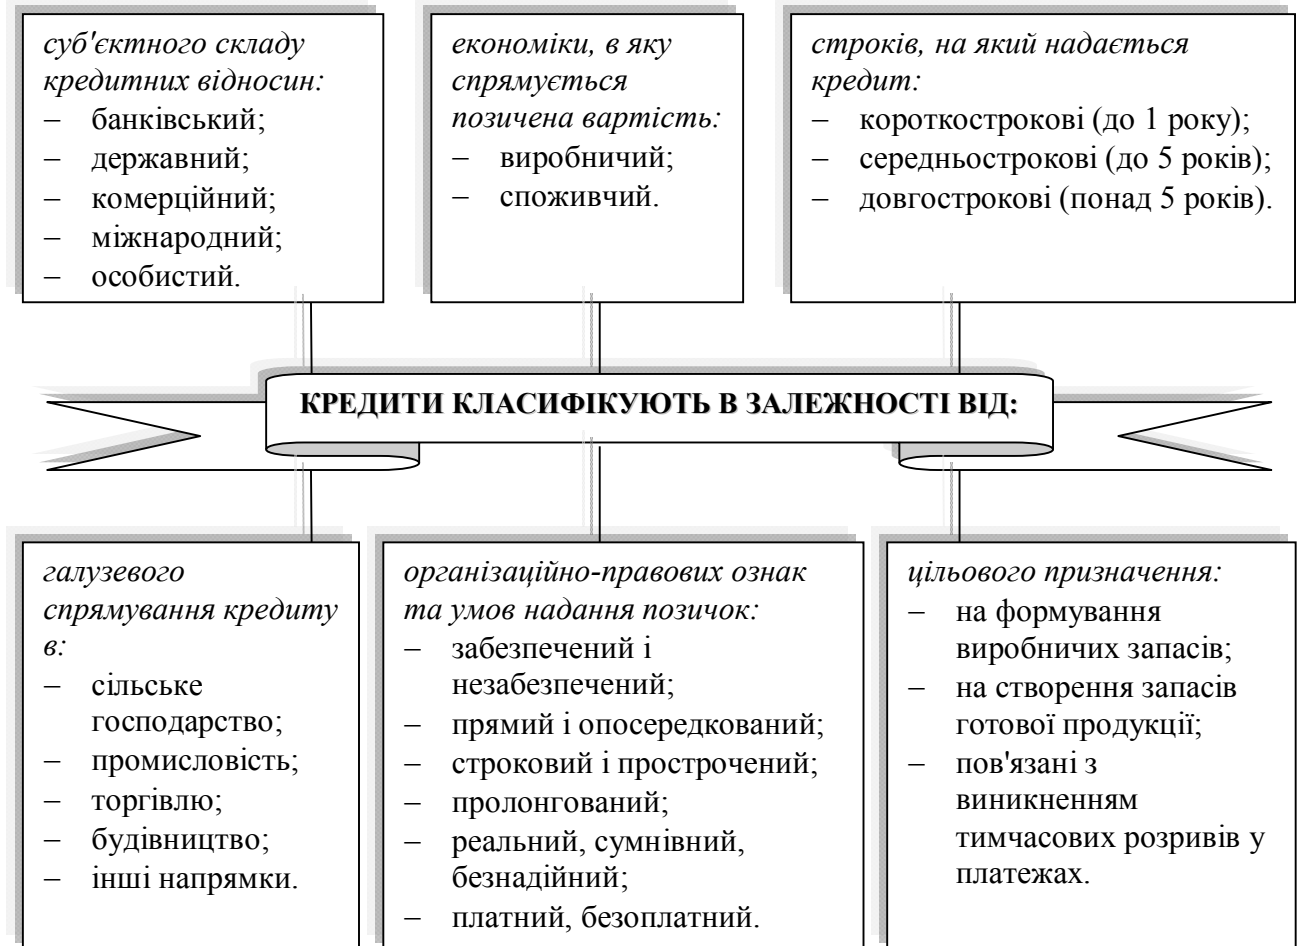 суб'єктного складу
кредитних відносин:
– банківський;
– державний;
– комерційний;
– міжнародний;
– особистий.
економіки, в яку
спрямується
позичена вартість:
– виробничий;
– споживчий.
строків, на який надається
кредит:
– короткострокові (до 1 року);
– середньострокові (до 5 років);
– довгострокові (понад 5 років).
КРЕДИТИ КЛАСИФІКУЮТЬ В ЗАЛЕЖНОСТІ ВІД:
галузевого
спрямування кредиту
в:
– сільське
господарство;
– промисловість;
– торгівлю;
– будівництво;
– інші напрямки.
організаційно-правових ознак
та умов надання позичок:
– забезпечений і
незабезпечений;
– прямий і опосередкований;
– строковий і прострочений;
– пролонгований;
– реальний, сумнівний,
безнадійний;
– платний, безоплатний.
цільового призначення:
– на формування
виробничих запасів;
– на створення запасів
готової продукції;
– пов'язані з
виникненням
тимчасових розривів у
платежах.